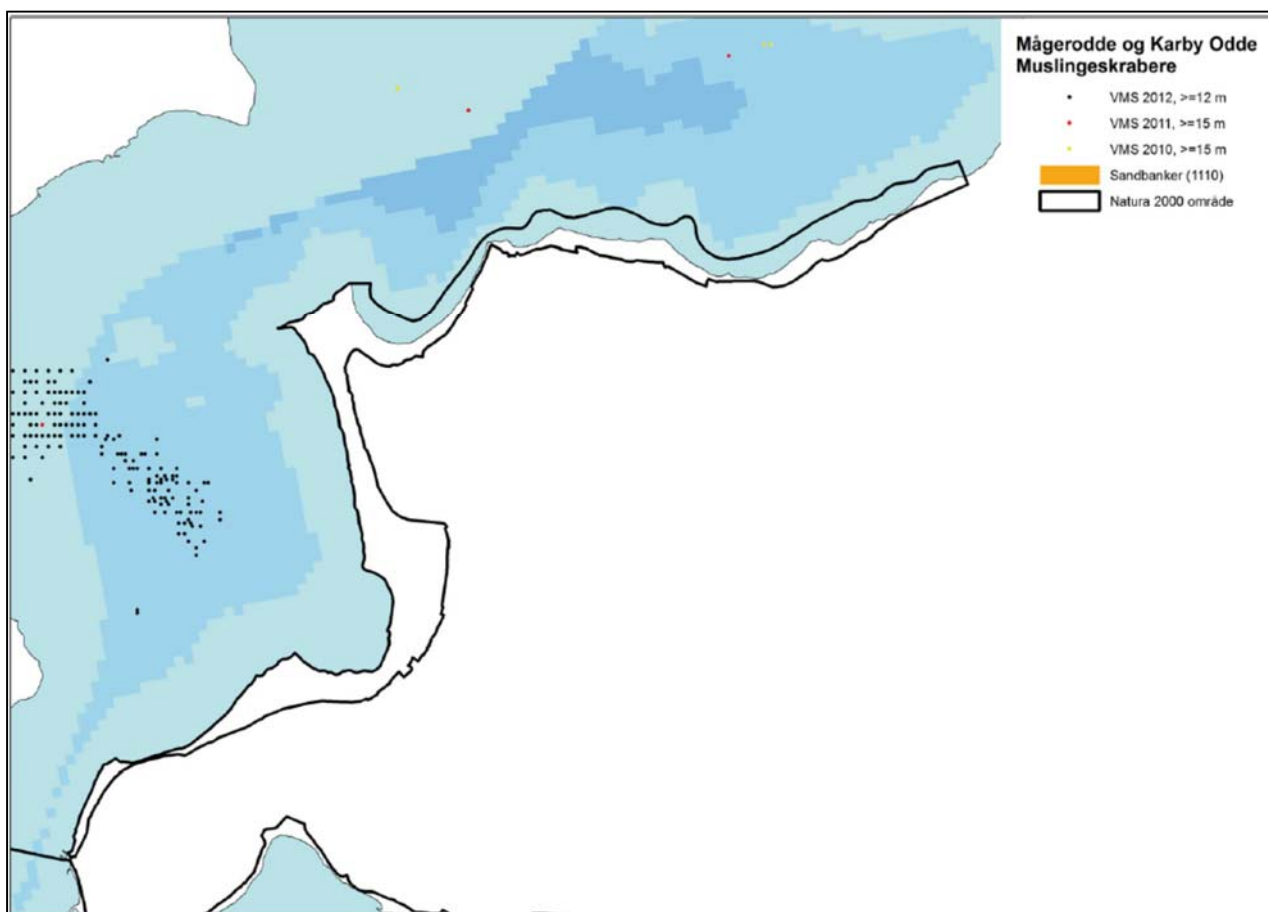 Mågerodde og Karby Odde
Muslingeskrabere
VMS 2012, >=12 m
VMS 2011, >=15 m
VMS 2010, >=15 m
Sandbanker (1110)
Natura 2000 område